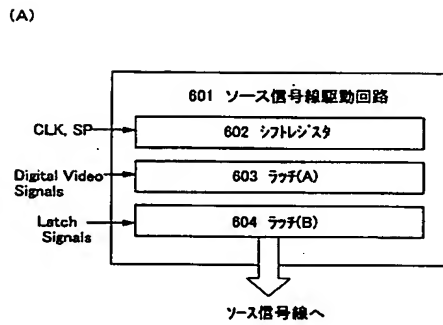 (A)
601 ソース信号線駆動回路
CLK, SP
602 シフトレジスタ
Digital Video
Signals
603 ラッチ(A)
Latch
Signals
604 ラッチ(B)
ソース信号線へ